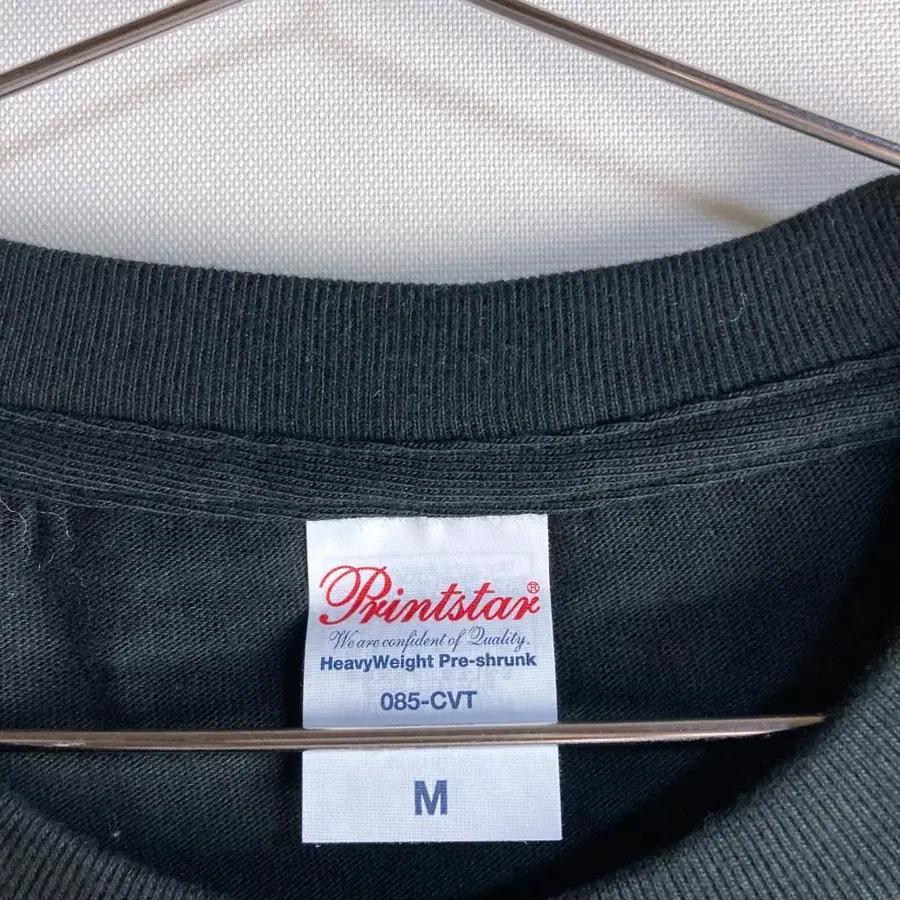 Printstar®
We are confident of Quality.
HeavyWeight Pre-shrunk
085-CVT
M